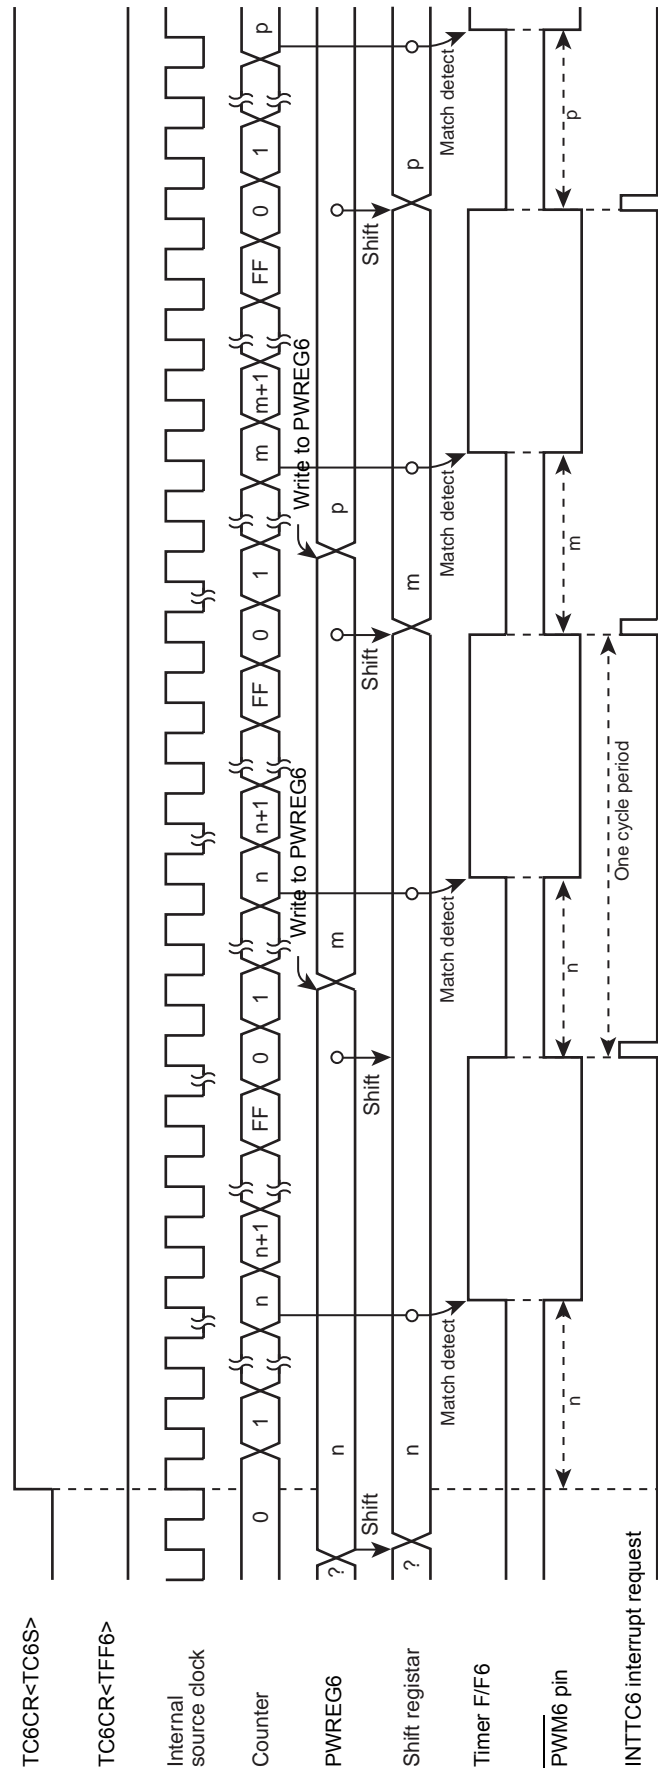 TC6CR<TC6S>
TC6CR<TFF6>
Internal
source clock
Counter
0
1
n
n+1
FF
0
1
n
n+1
FF
0
1
m
m+1
FF
0
1
p
Write to PWREG6
Write to PWREG6
PWREG6
?
n
m
p
Shift
Shift
Shift
Shift
Shift registar
?
n
m
p
Match detect
Match detect
Match detect
Match detect
Timer F/F6
PWM6 pin
n
n
m
p
One cycle period
INTTC6 interrupt request